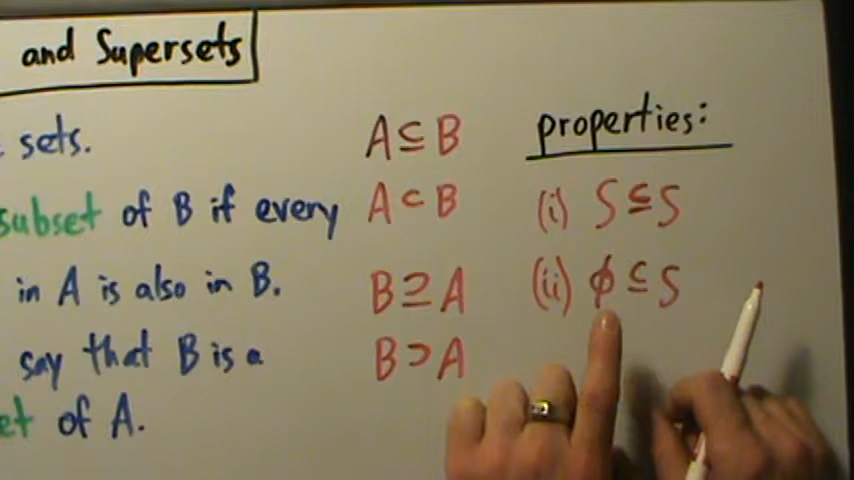 and Supersets
sets.
subset of B if every
in A is also in B.
say that B is a
et of A.
A ⊆ B
A ⊂ B
B ⊇ A
B ⊃ A
properties:
(i) S ⊆ S
(ii) ϕ ⊆ S